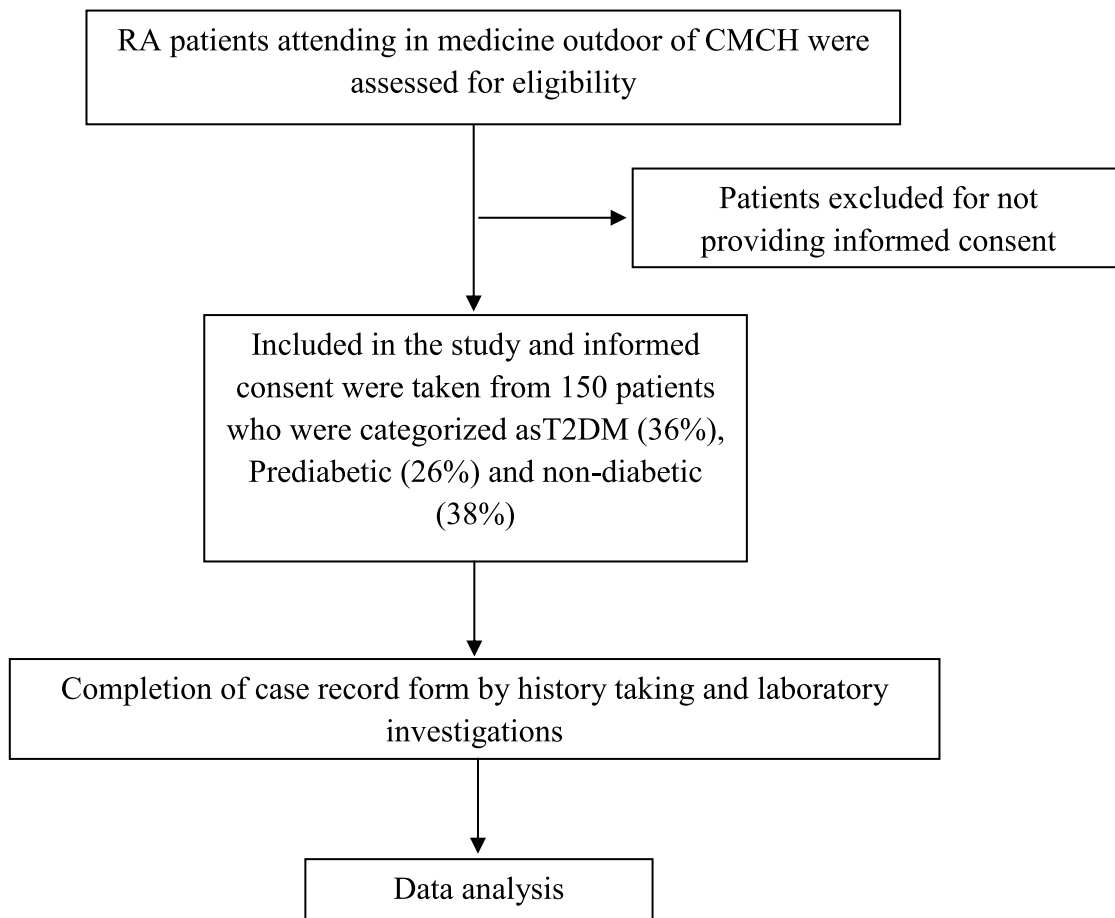 RA patients attending in medicine outdoor of CMCH were
assessed for eligibility
Patients excluded for not
providing informed consent
Included in the study and informed
consent were taken from 150 patients
who were categorized asT2DM (36%),
Prediabetic (26%) and non-diabetic
(38%)
Completion of case record form by history taking and laboratory
investigations
Data analysis